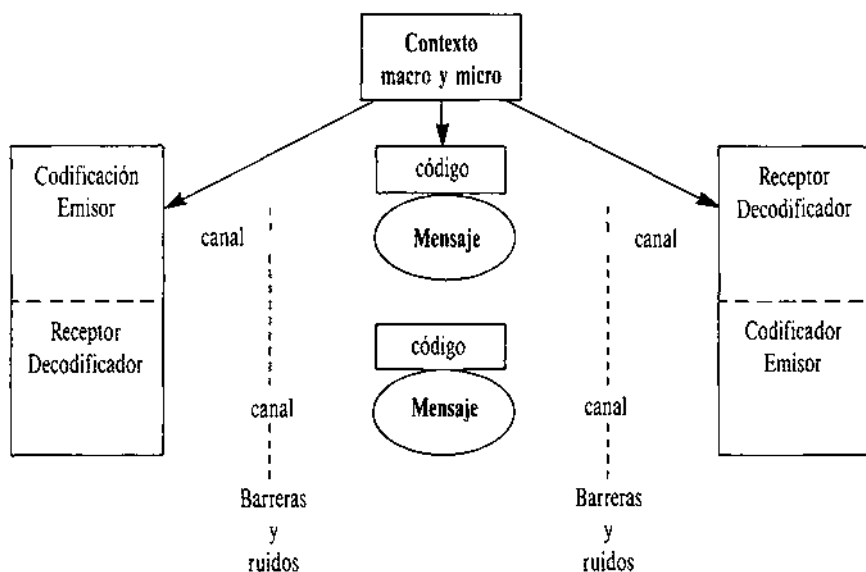 Contexto
macro y micro
Codificación
Emisor
canal
código
Mensaje
canal
Receptor
Decodificador
Receptor
Decodificador
canal
código
Mensaje
canal
Codificador
Emisor
Barreras
y
ruidos
Barreras
y
ruidos